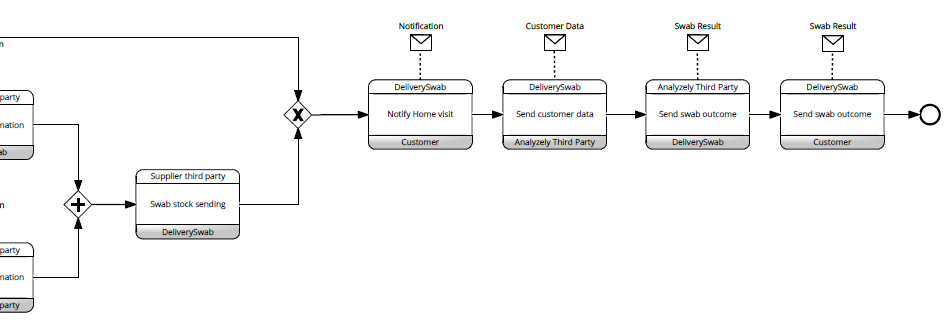 n
party
mation
ab
n
party
mation
party
Supplier third party
Swab stock sending
DeliverySwab
X
Notification
DeliverySwab
Notify Home visit
Customer
Customer Data
DeliverySwab
Send customer data
Analyzely Third Party
Swab Result
Analyzely Third Party
Send swab outcome
DeliverySwab
Swab Result
DeliverySwab
Send swab outcome
Customer